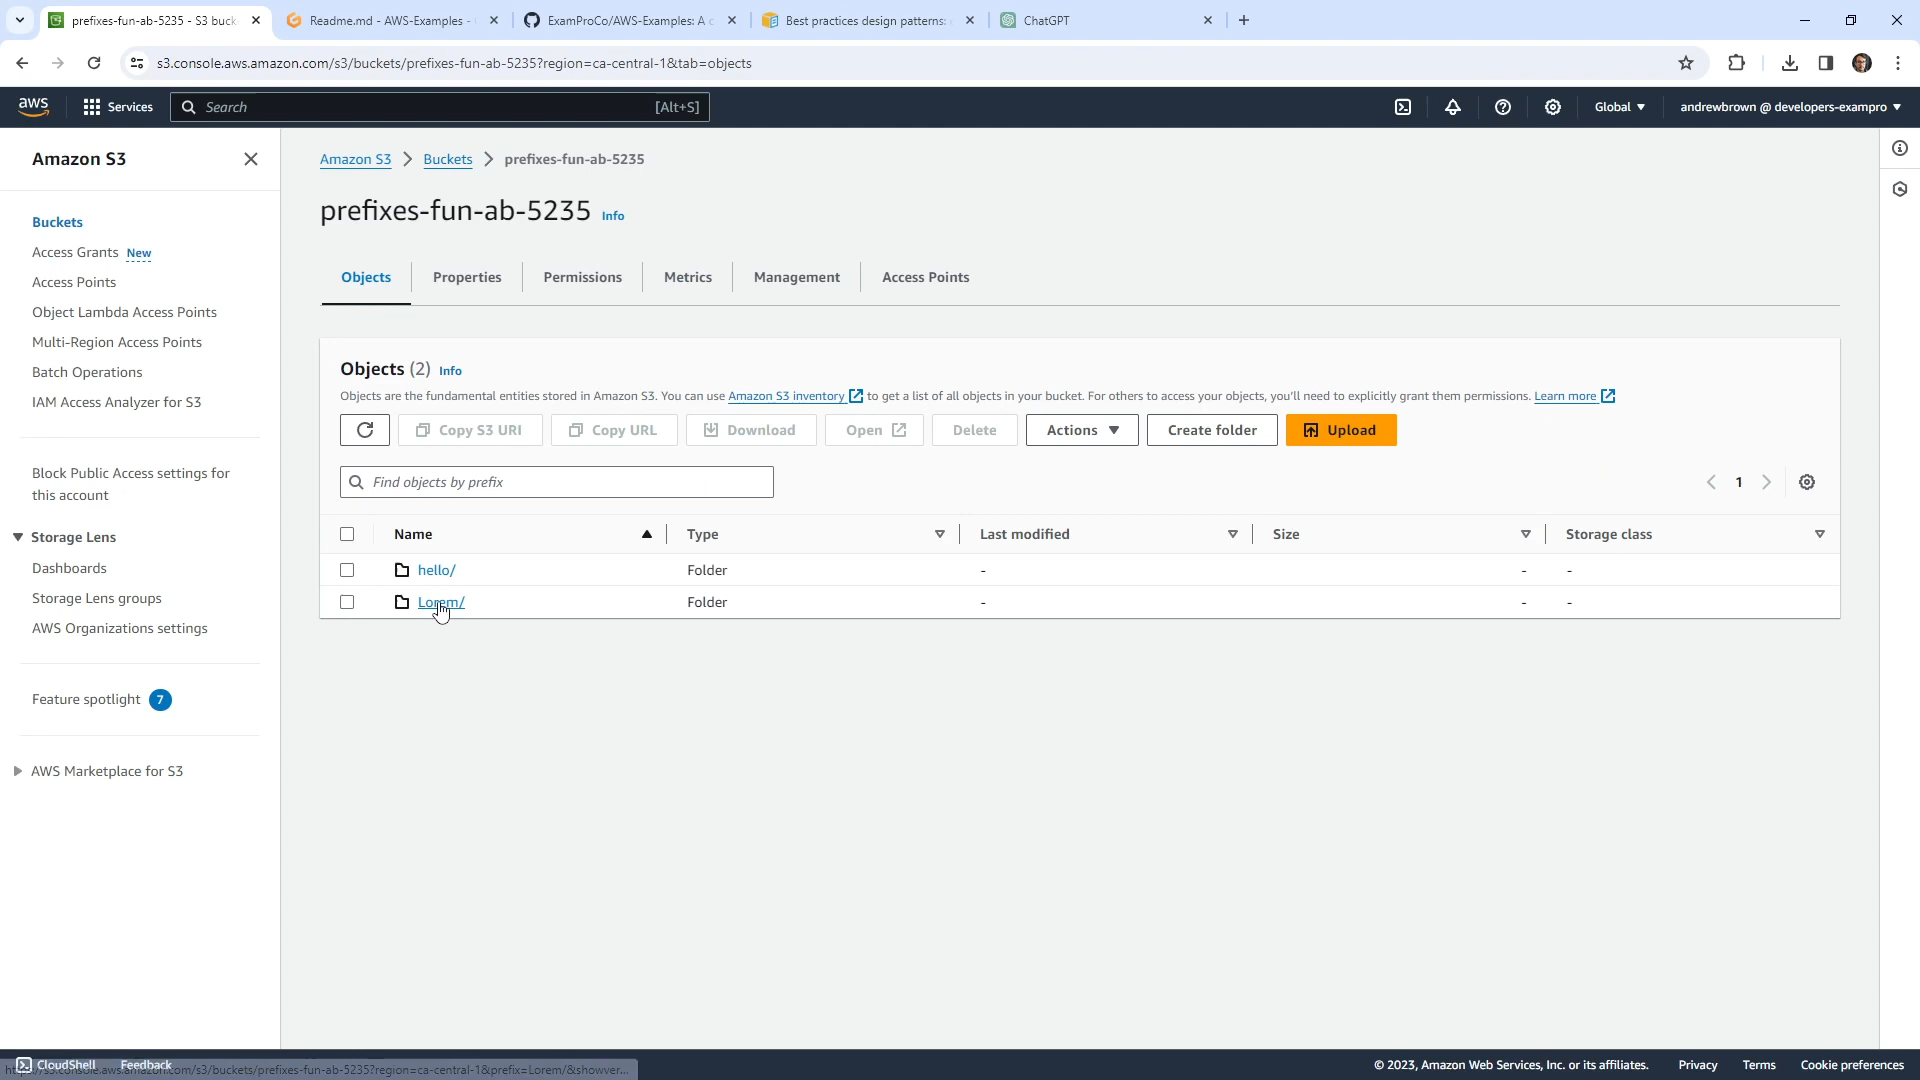 prefixes-fun-ab-5235 - S3 buck
Readme.md - AWS-Examples -
ExamProCo/AWS-Examples: A c
Best practices design patterns:
ChatGPT
s3.console.aws.amazon.com/s3/buckets/prefixes-fun-ab-5235?region=ca-central-1&tab=objects
aws
Services
Search
[Alt+S]
Global
andrewbrown @ developers-exampro
Amazon S3
Buckets
Access Grants New
Access Points
Object Lambda Access Points
Multi-Region Access Points
Batch Operations
IAM Access Analyzer for S3
Block Public Access settings for
this account
Storage Lens
Dashboards
Storage Lens groups
AWS Organizations settings
Feature spotlight 7
AWS Marketplace for S3
Amazon S3 Buckets prefixes-fun-ab-5235
prefixes-fun-ab-5235 Info
Objects Properties Permissions Metrics Management Access Points
Objects (2) Info
Objects are the fundamental entities stored in Amazon S3. You can use Amazon S3 inventory to get a list of all objects in your bucket. For others to access your objects, you'll need to explicitly grant them permissions. Learn more
Copy S3 URI Copy URL Download Open Delete Actions Create folder Upload
Find objects by prefix
1
Name Type Last modified Size Storage class
hello/ Folder - - -
Lorem/ Folder - - -
CloudShell Feedback
https://s3.console.aws.amazon.com/s3/buckets/prefixes-fun-ab-5235?region=ca-central-1&prefix=Lorem/&showver...
© 2023, Amazon Web Services, Inc. or its affiliates. Privacy Terms Cookie preferences